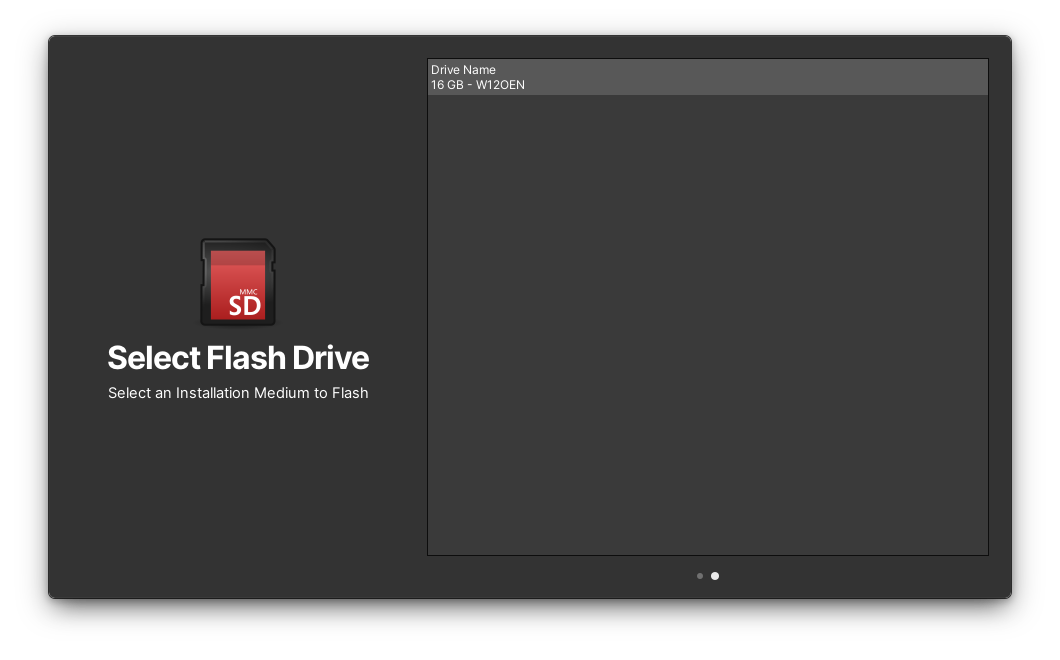 Drive Name
16 GB - W12OEN
MMC
SD
Select Flash Drive
Select an Installation Medium to Flash